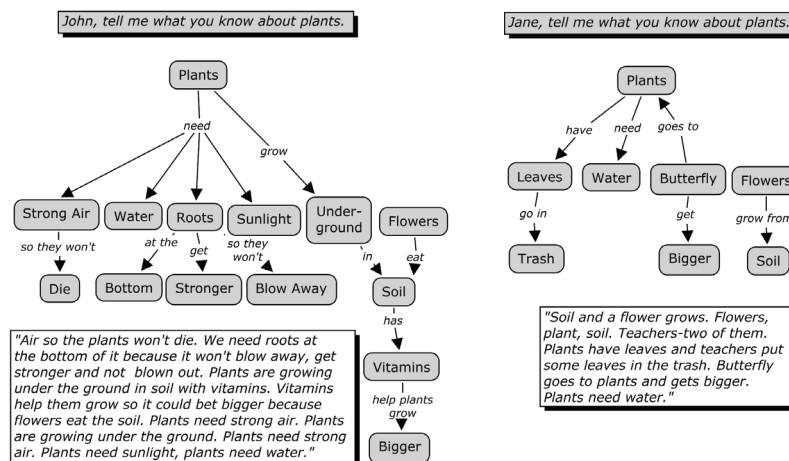 John, tell me what you know about plants.
Plants
need
grow
Strong Air
Water
Roots
Sunlight
Under-
ground
Flowers
so they won't
at the
get
so they
won't
in
eat
Die
Bottom
Stronger
Blow Away
Soil
has
Vitamins
help plants
grow
Bigger
"Air so the plants won't die. We need roots at
the bottom of it because it won't blow away, get
stronger and not blown out. Plants are growing
under the ground in soil with vitamins. Vitamins
help them grow so it could bet bigger because
flowers eat the soil. Plants need strong air. Plants
are growing under the ground. Plants need strong
air. Plants need sunlight, plants need water."
Jane, tell me what you know about plants.
Plants
have
need
goes to
Leaves
Water
Butterfly
Flowers
go in
get
grow from
Trash
Bigger
Soil
"Soil and a flower grows. Flowers,
plant, soil. Teachers-two of them.
Plants have leaves and teachers put
some leaves in the trash. Butterfly
goes to plants and gets bigger.
Plants need water."